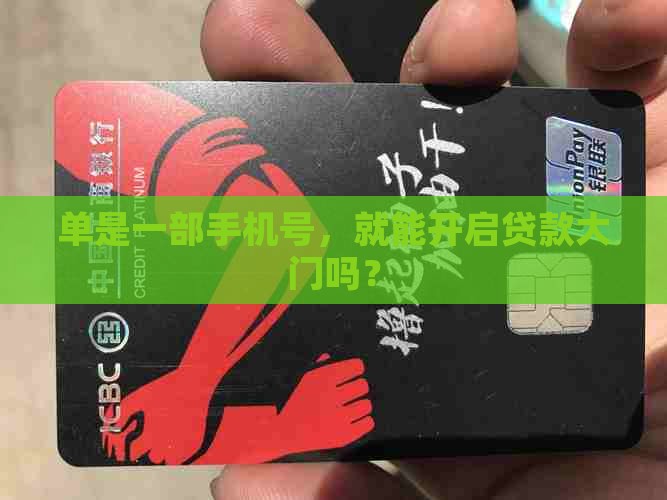 单是一部手机号，就能开启贷款大
门吗？
中国工商银行
CREDIT PLATINUM
ICBC
撸起袖子
加油干！
UnionPay
银联